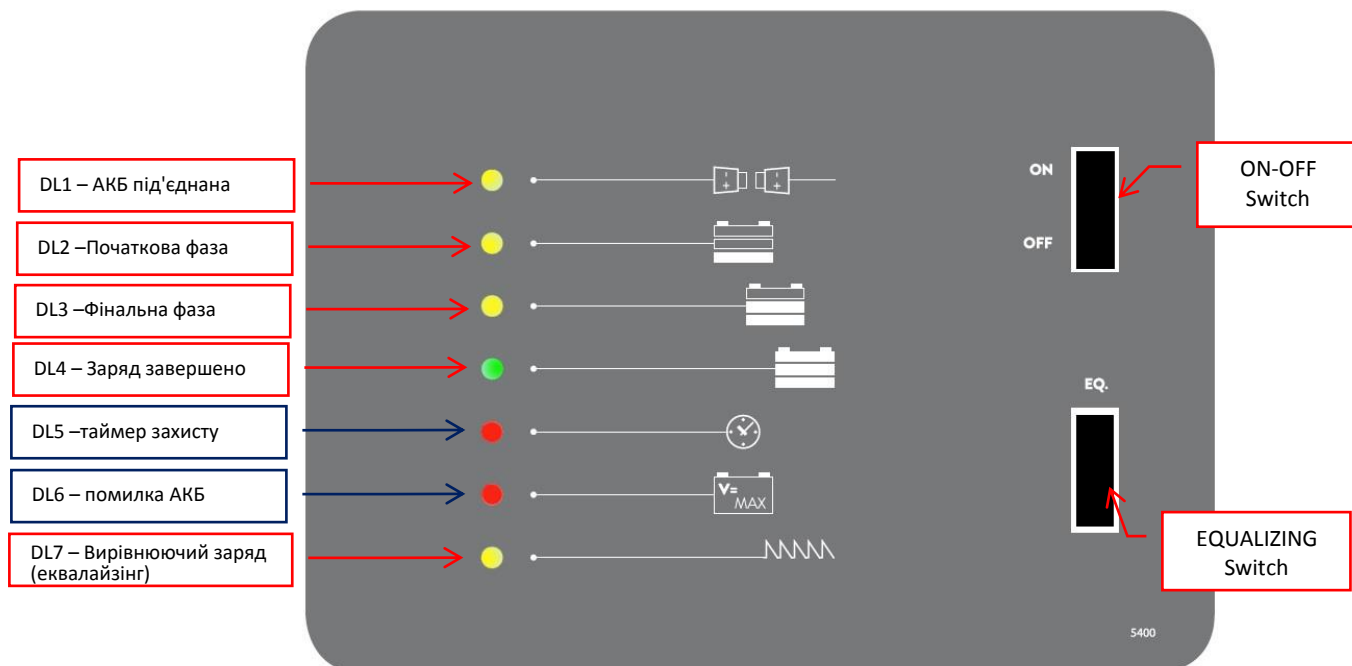 DL1 – АКБ під'єднана
DL2 –Початкова фаза
DL3 –Фінальна фаза
DL4 – Заряд завершено
DL5 –таймер захисту
DL6 – помилка АКБ
DL7 – Вирівнюючий заряд
(еквалайзінг)
- +
- +
V=
MAX
ON
OFF
ON-OFF
Switch
EQ.
EQUALIZING
Switch
5400